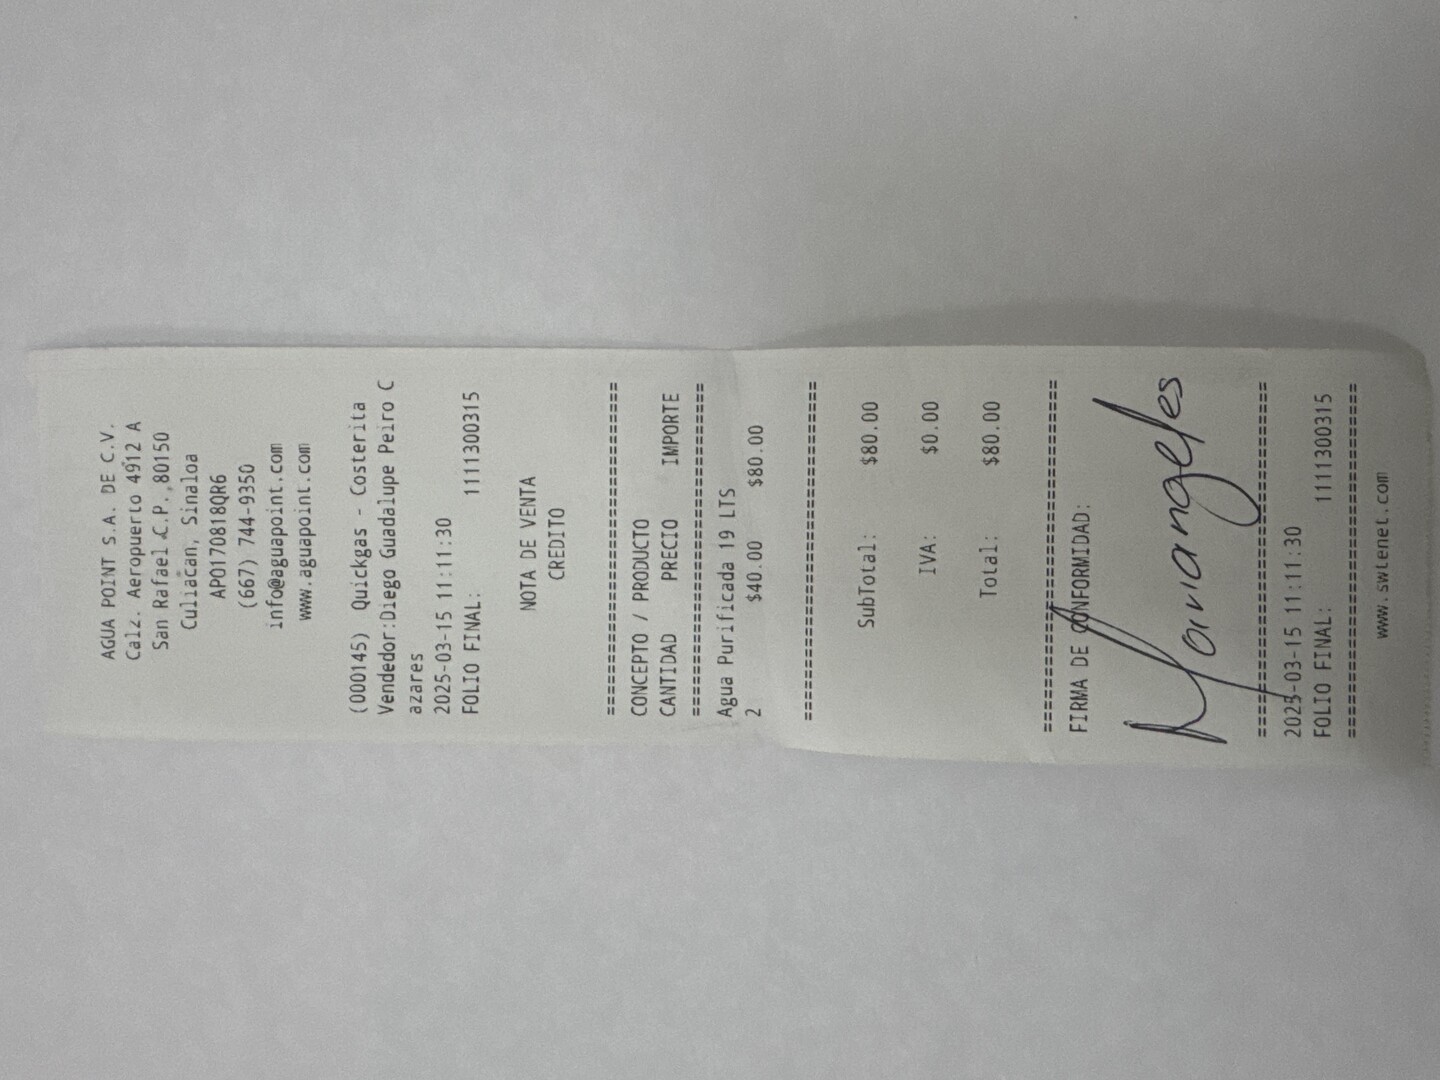 AGUA POINT S.A. DE C.V.
Calz. Aeropuerto 4912 A
San Rafael C.P. ,80150
Culiacan, Sinaloa
APO170818QR6
(667) 744-9350
info@aguapoint.com
www.aguapoint.com
(000145) Quickgas - Costerita
Vendedor:Diego Guadalupe Peiro C
azares
2025-03-15 11:11:30
FOLIO FINAL: 1111300315
NOTA DE VENTA
CREDITO
================================
CONCEPTO / PRODUCTO
CANTIDAD PRECIO IMPORTE
================================
Agua Purificada 19 LTS
2 $40.00 $80.00
================================
SubTotal: $80.00
IVA: $0.00
Total: $80.00
================================
FIRMA DE CONFORMIDAD:
Mariangeles
================================
2025-03-15 11:11:30
FOLIO FINAL: 1111300315
================================
www.swtenet.com